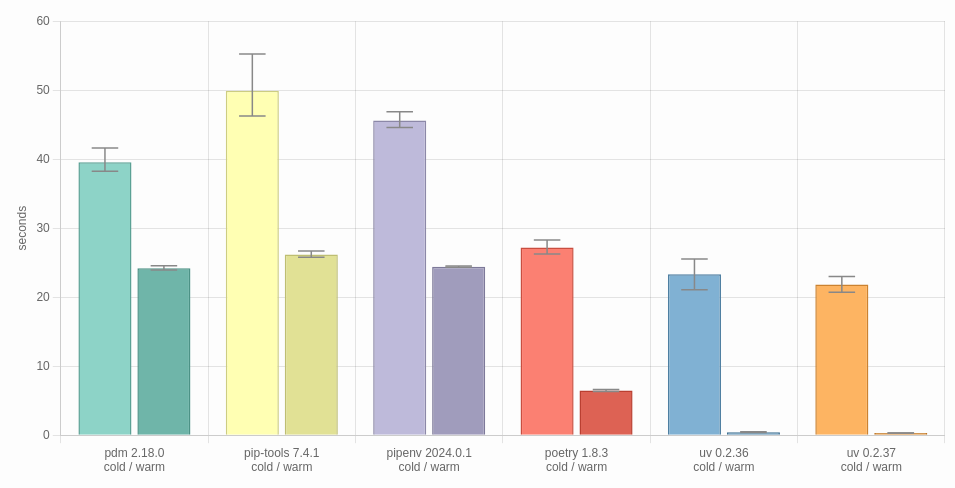 60
50
40
30
20
10
0
seconds
pdm 2.18.0
cold / warm
pip-tools 7.4.1
cold / warm
pipenv 2024.0.1
cold / warm
poetry 1.8.3
cold / warm
uv 0.2.36
cold / warm
uv 0.2.37
cold / warm